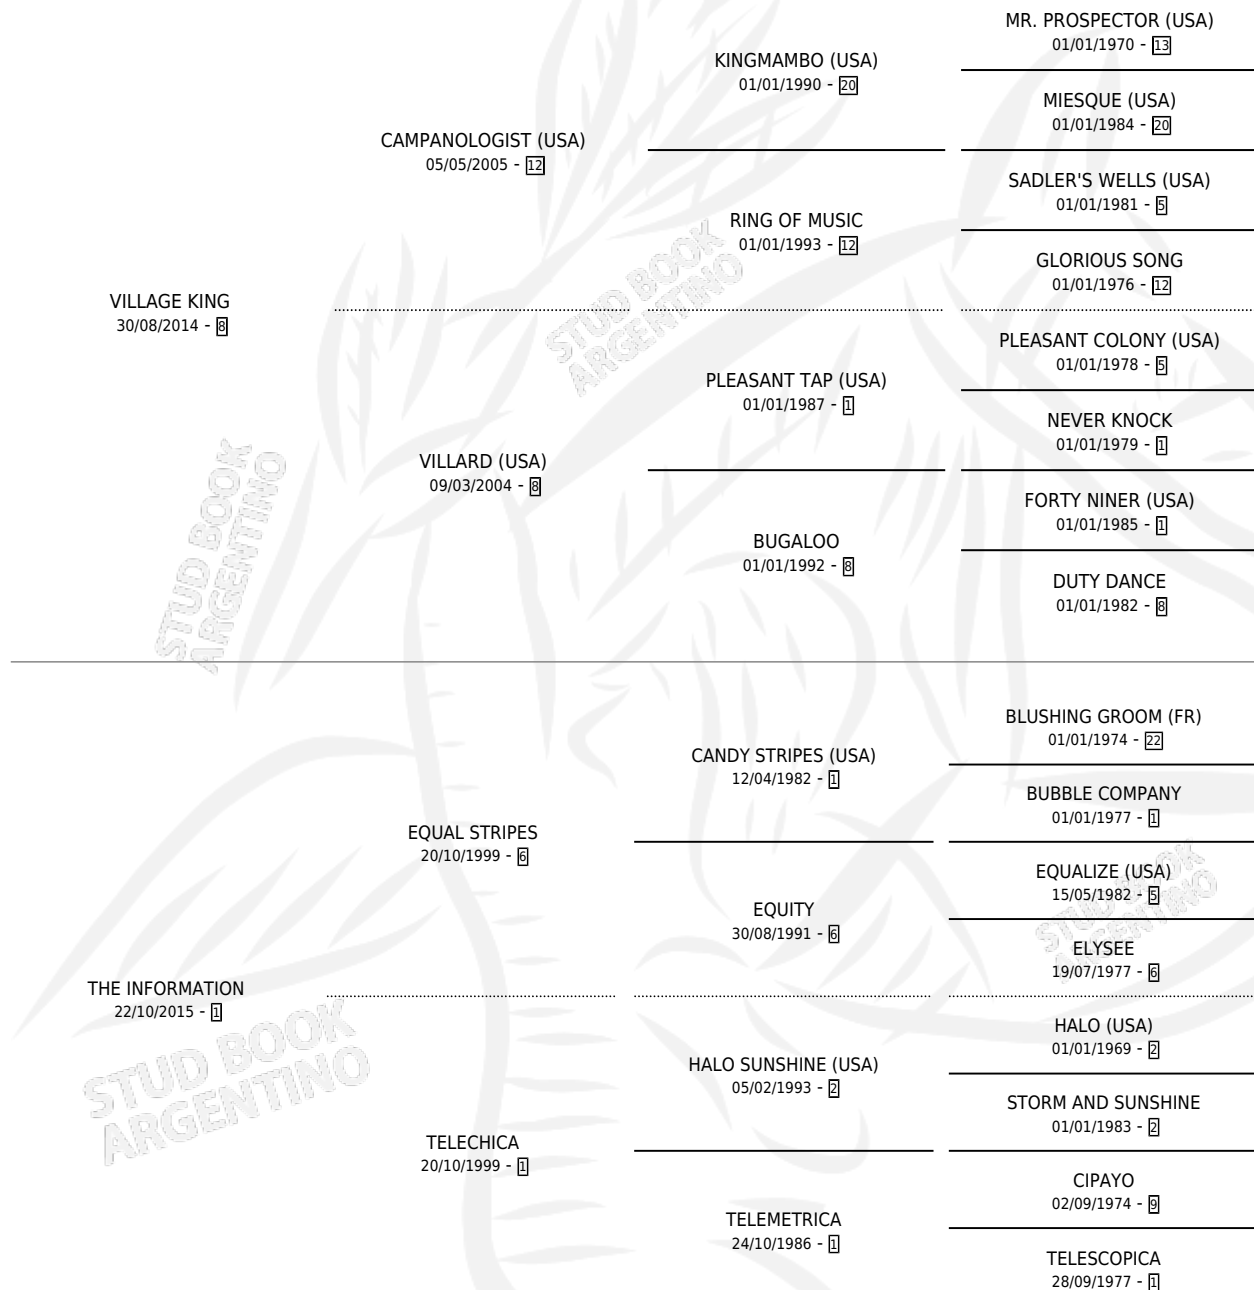 MR. PROSPECTOR (USA)
01/01/1970 - 13
KINGMAMBO (USA)
01/01/1990 - 20
MIESQUE (USA)
01/01/1984 - 20
CAMPANOLOGIST (USA)
05/05/2005 - 12
SADLER'S WELLS (USA)
01/01/1981 - 5
RING OF MUSIC
01/01/1993 - 12
GLORIOUS SONG
01/01/1976 - 12
VILLAGE KING
30/08/2014 - 8
PLEASANT COLONY (USA)
01/01/1978 - 5
PLEASANT TAP (USA)
01/01/1987 - 1
NEVER KNOCK
01/01/1979 - 1
VILLARD (USA)
09/03/2004 - 8
FORTY NINER (USA)
01/01/1985 - 1
BUGALOO
01/01/1992 - 8
DUTY DANCE
01/01/1982 - 8
BLUSHING GROOM (FR)
01/01/1974 - 22
CANDY STRIPES (USA)
12/04/1982 - 1
BUBBLE COMPANY
01/01/1977 - 1
EQUAL STRIPES
20/10/1999 - 6
EQUALIZE (USA)
15/05/1982 - 5
EQUITY
30/08/1991 - 6
ELYSEE
19/07/1977 - 6
THE INFORMATION
22/10/2015 - 1
HALO (USA)
01/01/1969 - 2
HALO SUNSHINE (USA)
05/02/1993 - 2
STORM AND SUNSHINE
01/01/1983 - 2
TELECHICA
20/10/1999 - 1
CIPAYO
02/09/1974 - 9
TELEMETRICA
24/10/1986 - 1
TELESCOPICA
28/09/1977 - 1
STUD BOOK
ARGENTINO
STUD BOOK
ARGENTINO
STUD BOOK
ARGENTINO
STUD BOOK
ARGENTINO